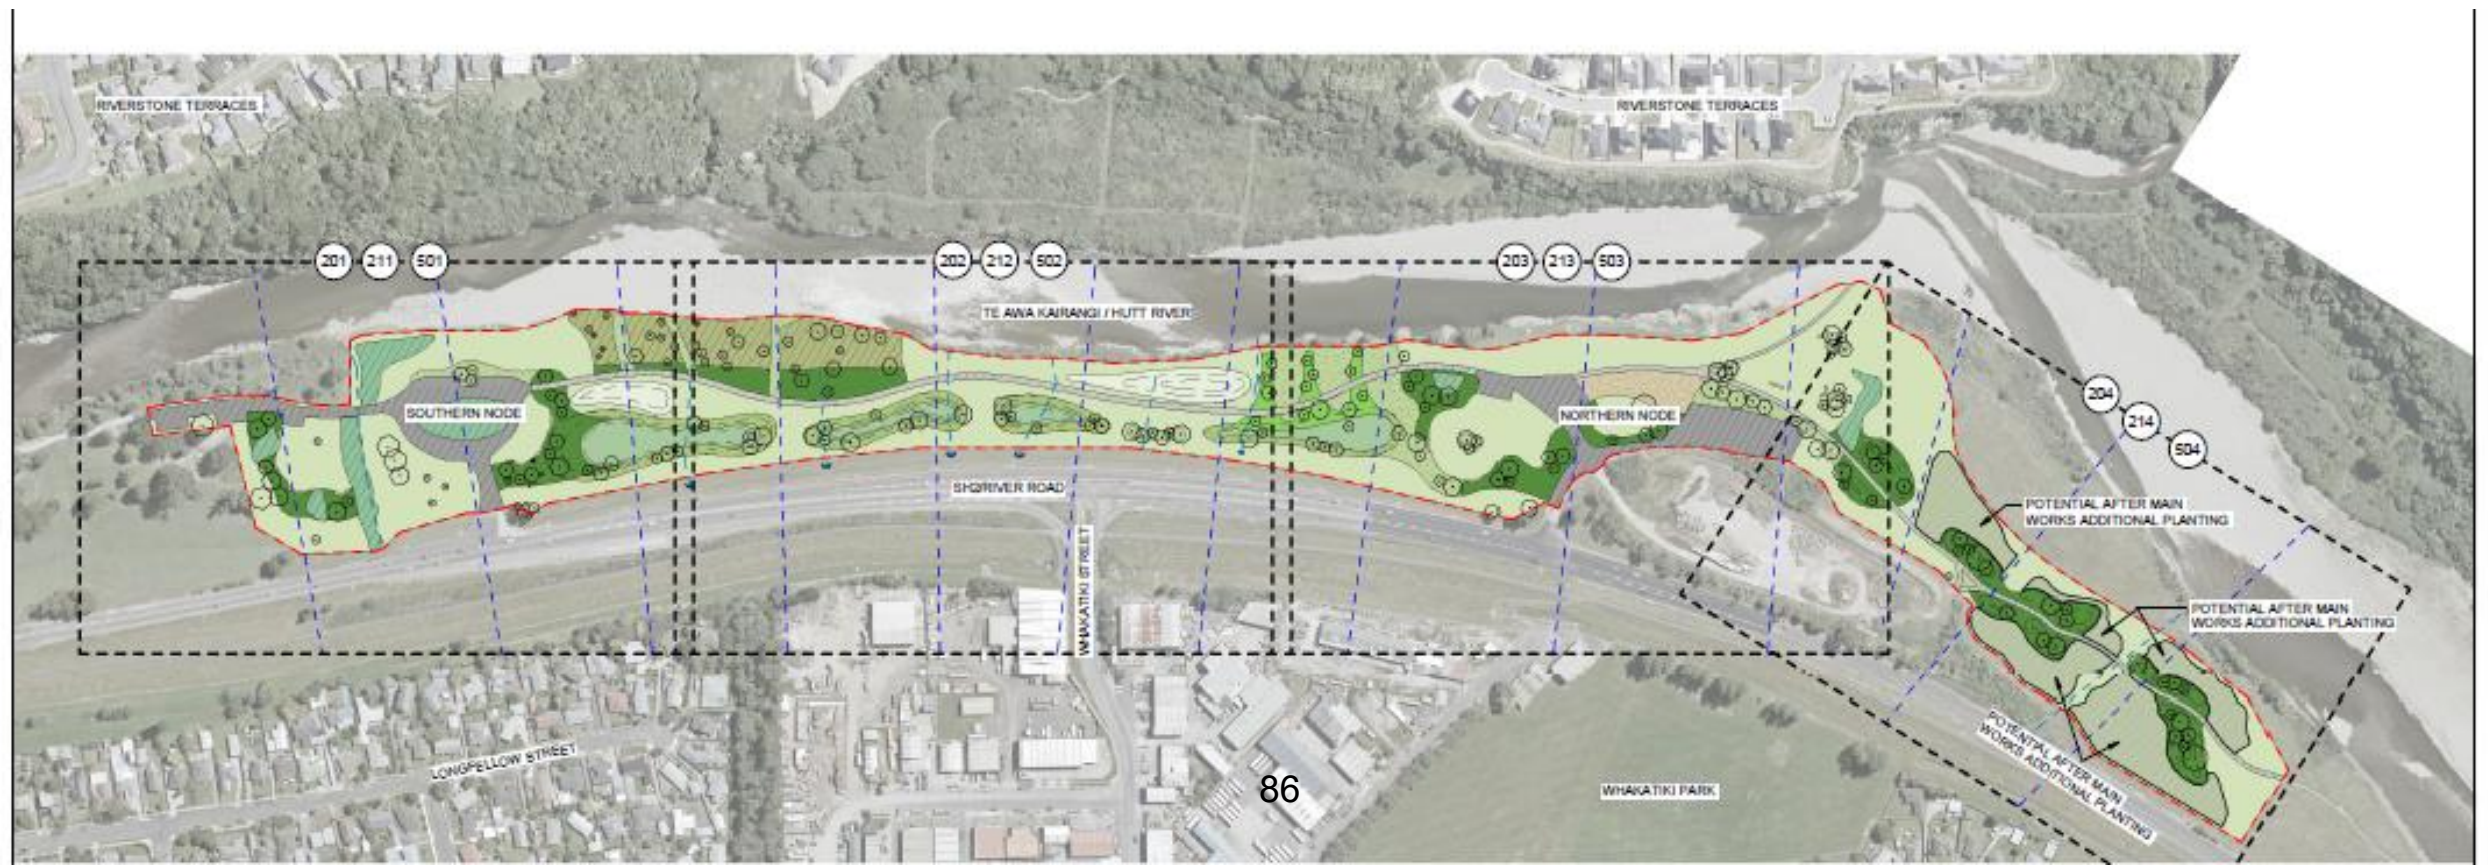 RIVERSTONE TERRACES
RIVERSTONE TERRACES
201 211 501
202 212 502
203 213 503
TE AWA KAIRANGI / HUTT RIVER
204
214
504
SOUTHERN NODE
NORTHERN NODE
SH2/RIVER ROAD
POTENTIAL AFTER MAIN
WORKS ADDITIONAL PLANTING
WHAKATIKI STREET
POTENTIAL AFTER MAIN
WORKS ADDITIONAL PLANTING
POTENTIAL AFTER MAIN
WORKS ADDITIONAL PLANTING
LONGFELLOW STREET
86
WHAKATIKI PARK